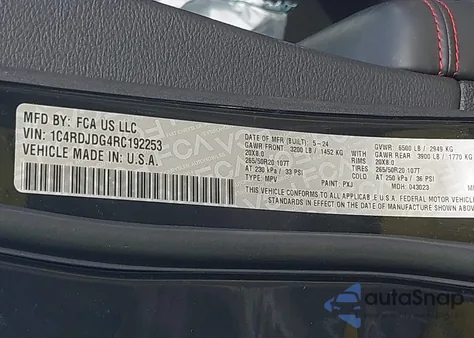 MFD BY: FCA US LLC
VIN: 1C4RDJDG4RC192253
VEHICLE MADE IN: U.S.A.
DATE OF MFR (BUILT) 5-24 GVWR 6500 LB / 2949 KG
GAWR FRONT 3200 LB / 1452 KG GAWR REAR 3900 LB / 1770 KG
20X8.0 20X8.0
265/50R20 107T TIRES 265/50R20 107T
AT 230 kPa / 33 PSI COLD AT 250 kPa / 36 PSI
TYPE: MPV PAINT: PXJ MDH: 043023
THIS VEHICLE CONFORMS TO ALL APPLICABLE U.S.A. FEDERAL MOTOR VEHICLE
STANDARDS IN EFFECT ON THE DATE OF MANUFACTURE SHOWN ABOVE
autoSnap